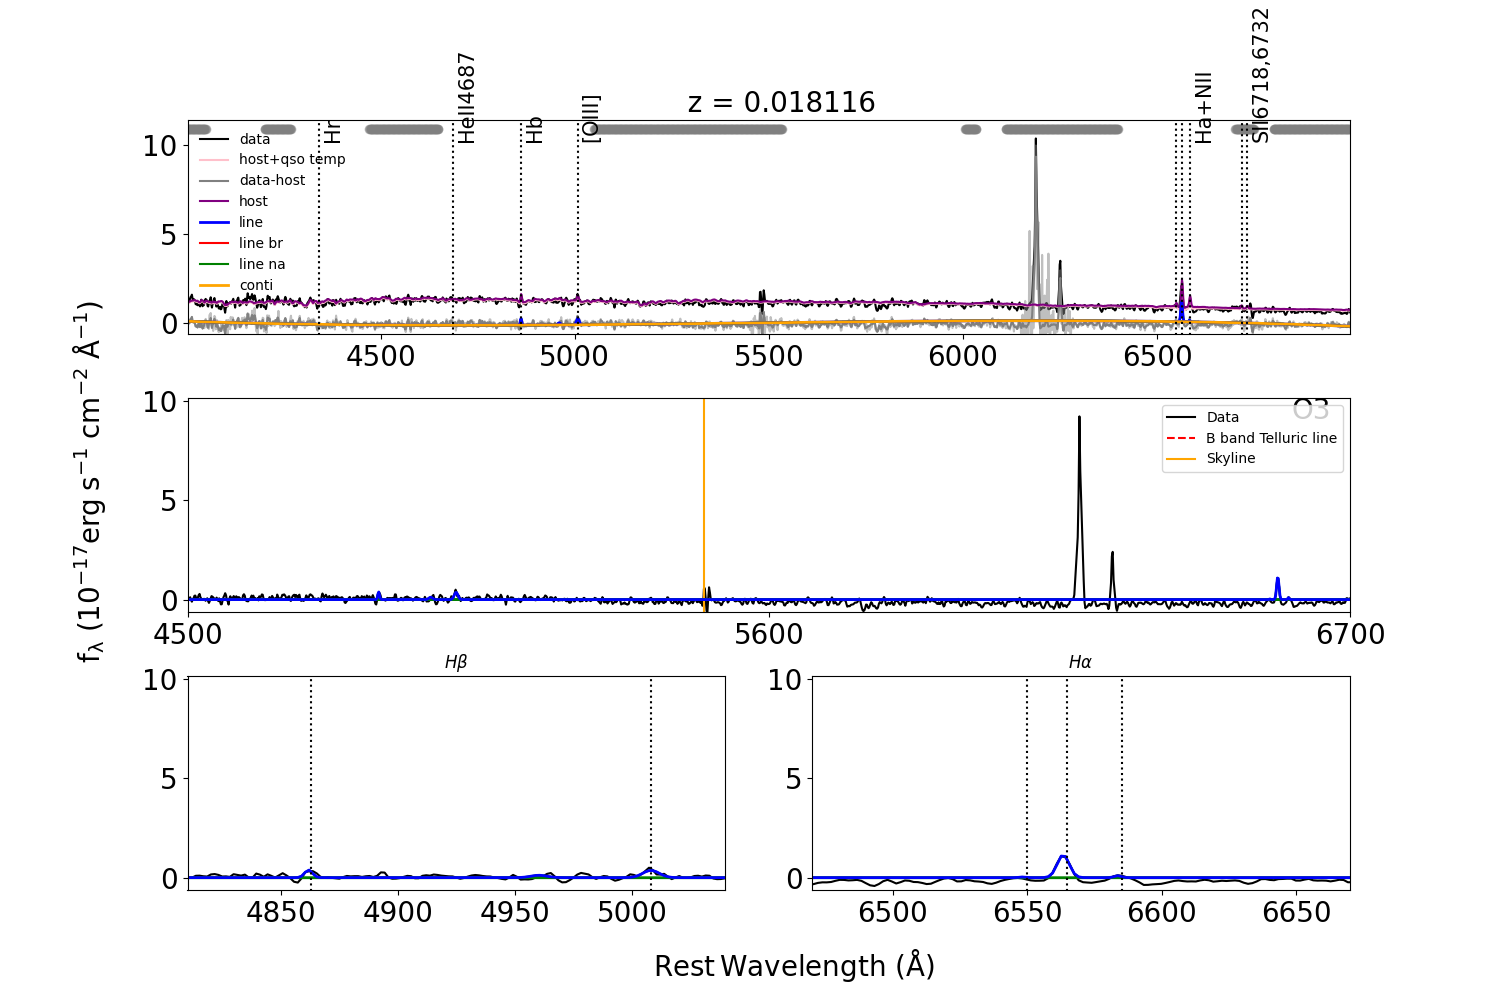 HeII4687
SII6718,6732
Ha+NII
z = 0.018116
Hr
Hb
[OIII]
10
5
0
data
host+qso temp
data-host
host
line
line br
line na
conti
4500 5000 5500 6000 6500
fλ (10−17erg s−1 cm−2 Å−1)
10
5
0
O3
Data
B band Telluric line
Skyline
4500 5600 6700
Hβ Hα
10 10
5 5
0 0
4850 4900 4950 5000 6500 6550 6600 6650
Rest Wavelength (Å)